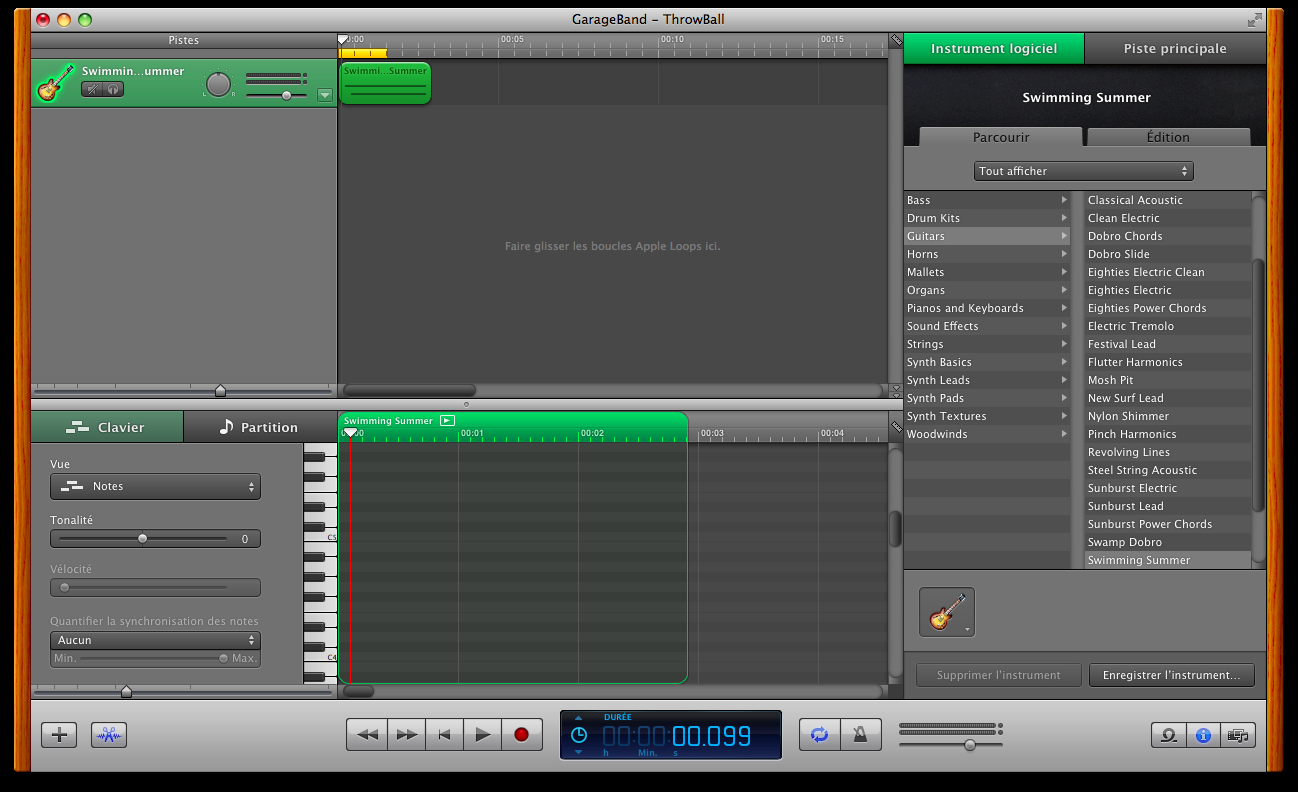 GarageBand – ThrowBall
Pistes
00:05
00:10
00:15
Instrument logiciel
Piste principale
Swimmin...ummer
L R
Swimmi...Summer
Swimming Summer
Parcourir
Édition
Tout afficher
Faire glisser les boucles Apple Loops ici.
Bass
Drum Kits
Guitars
Horns
Mallets
Organs
Pianos and Keyboards
Sound Effects
Strings
Synth Basics
Synth Leads
Synth Pads
Synth Textures
Woodwinds
Classical Acoustic
Clean Electric
Dobro Chords
Dobro Slide
Eighties Electric Clean
Eighties Electric
Eighties Power Chords
Electric Tremolo
Festival Lead
Flutter Harmonics
Mosh Pit
New Surf Lead
Nylon Shimmer
Pinch Harmonics
Revolving Lines
Steel String Acoustic
Sunburst Electric
Sunburst Lead
Sunburst Power Chords
Swamp Dobro
Swimming Summer
Clavier
Partition
Swimming Summer
00:01
00:02
00:03
00:04
Vue
Notes
Tonalité
0
Vélocité
Quantifier la synchronisation des notes
Aucun
Min.
Max.
C5
C4
Supprimer l'instrument
Enregistrer l'instrument...
DURÉE
00:00:00.099
h Min. s